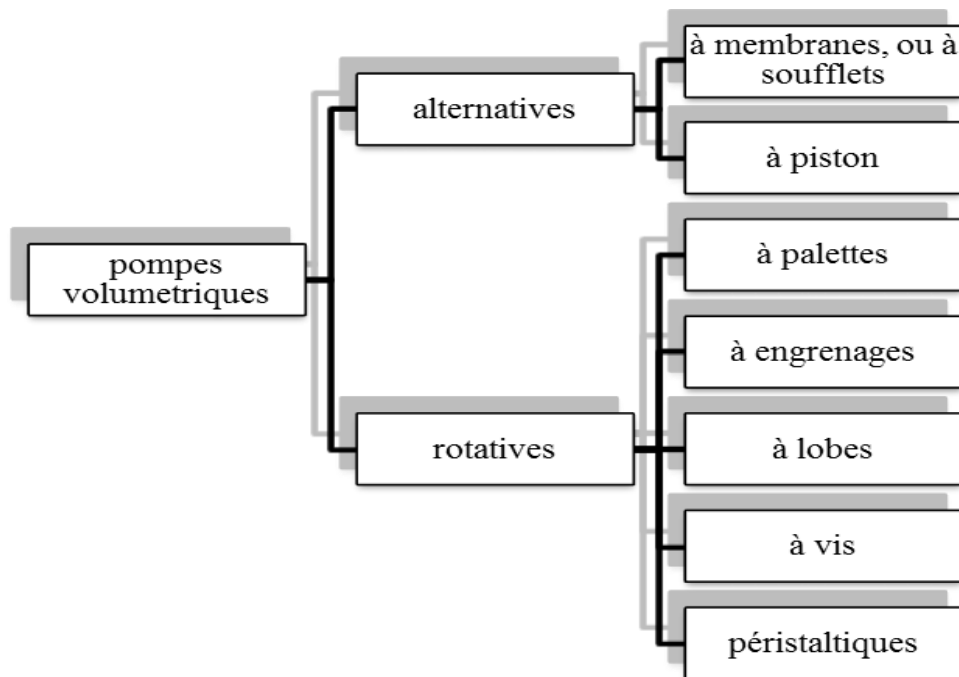 à membranes, ou à
soufflets
alternatives
à piston
à palettes
pompes
volumetriques
à engrenages
rotatives
à lobes
à vis
péristaltiques